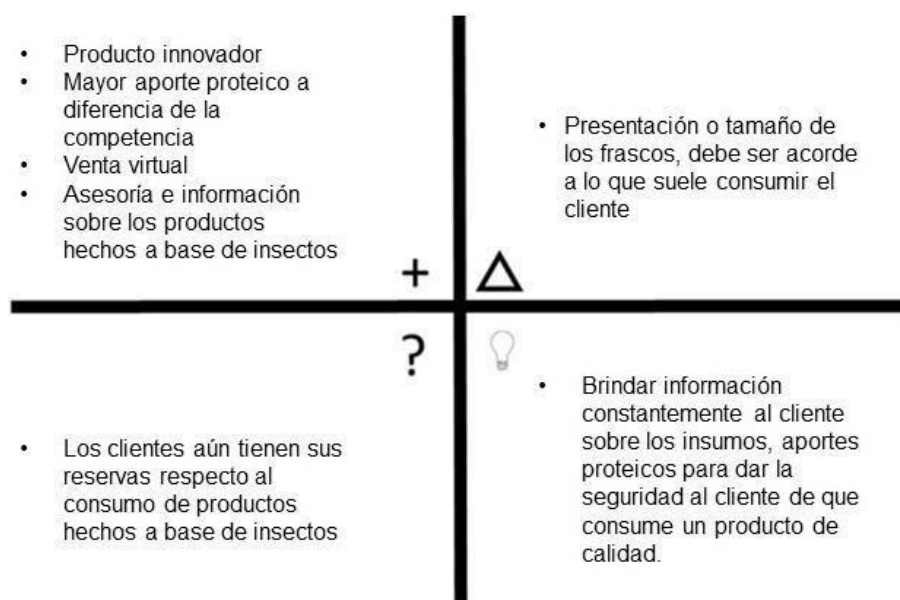 • Producto innovador
• Mayor aporte proteico a
diferencia de la
competencia
• Venta virtual
• Asesoría e información
sobre los productos
hechos a base de insectos
+
• Presentación o tamaño de
los frascos, debe ser acorde
a lo que suele consumir el
cliente
Δ
?
• Los clientes aún tienen sus
reservas respecto al
consumo de productos
hechos a base de insectos
• Brindar información
constantemente al cliente
sobre los insumos, aportes
proteicos para dar la
seguridad al cliente de que
consume un producto de
calidad.